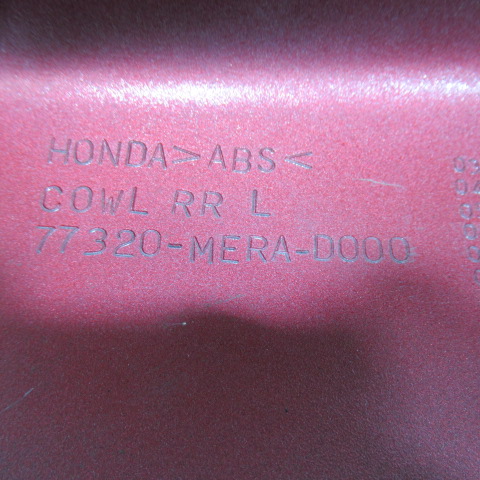 HONDA>ABS<
COWL RR L
77320-MERA-D000